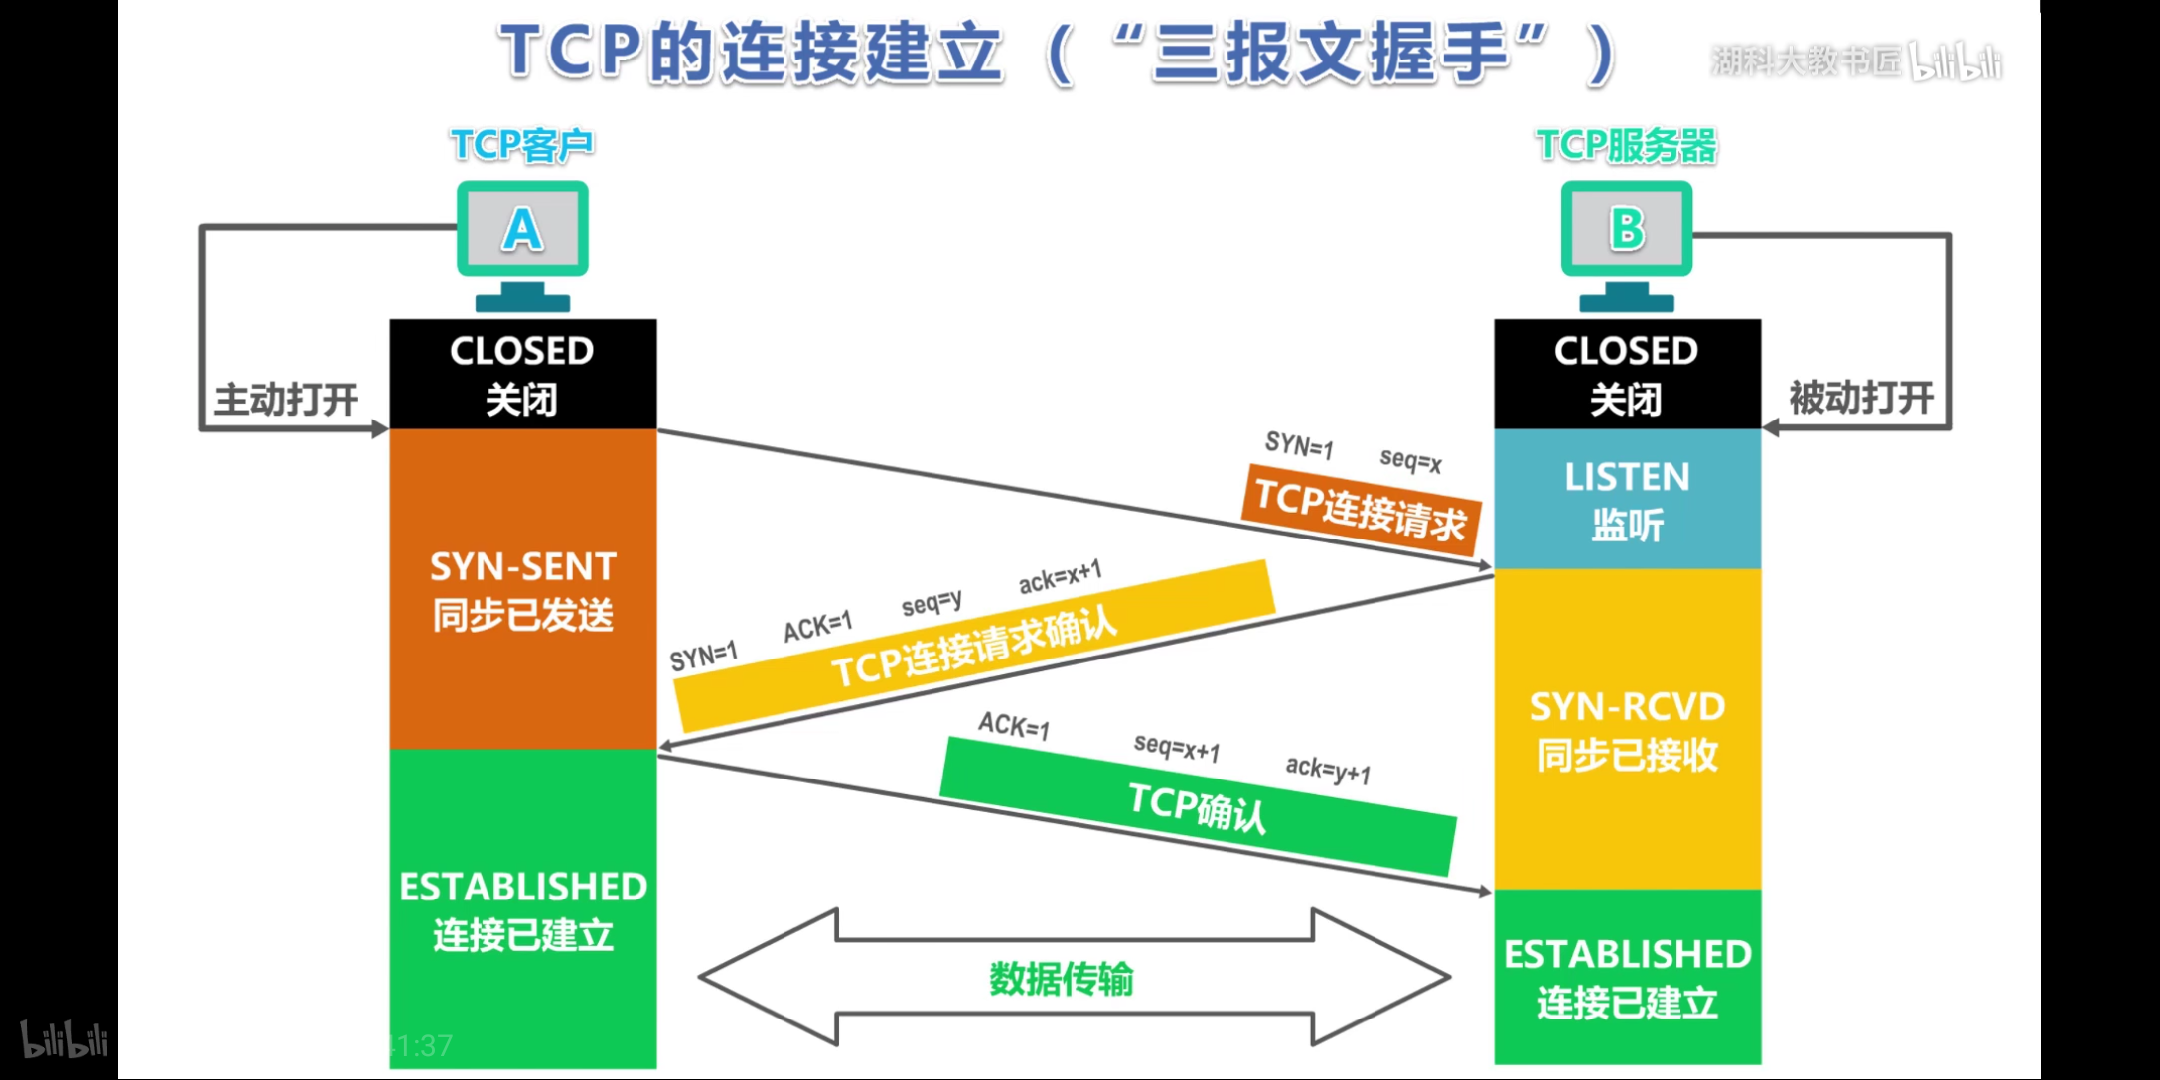 TCP的连接建立（“三报文握手”）
湖科大教书匠 bilibili
TCP客户
TCP服务器
A
B
CLOSED
关闭
CLOSED
关闭
主动打开
被动打开
SYN=1 seq=x
TCP连接请求
LISTEN
监听
SYN-SENT
同步已发送
SYN=1 ACK=1 seq=y ack=x+1
TCP连接请求确认
SYN-RCVD
同步已接收
ACK=1 seq=x+1 ack=y+1
TCP确认
ESTABLISHED
连接已建立
数据传输
ESTABLISHED
连接已建立
bilibili
41:37